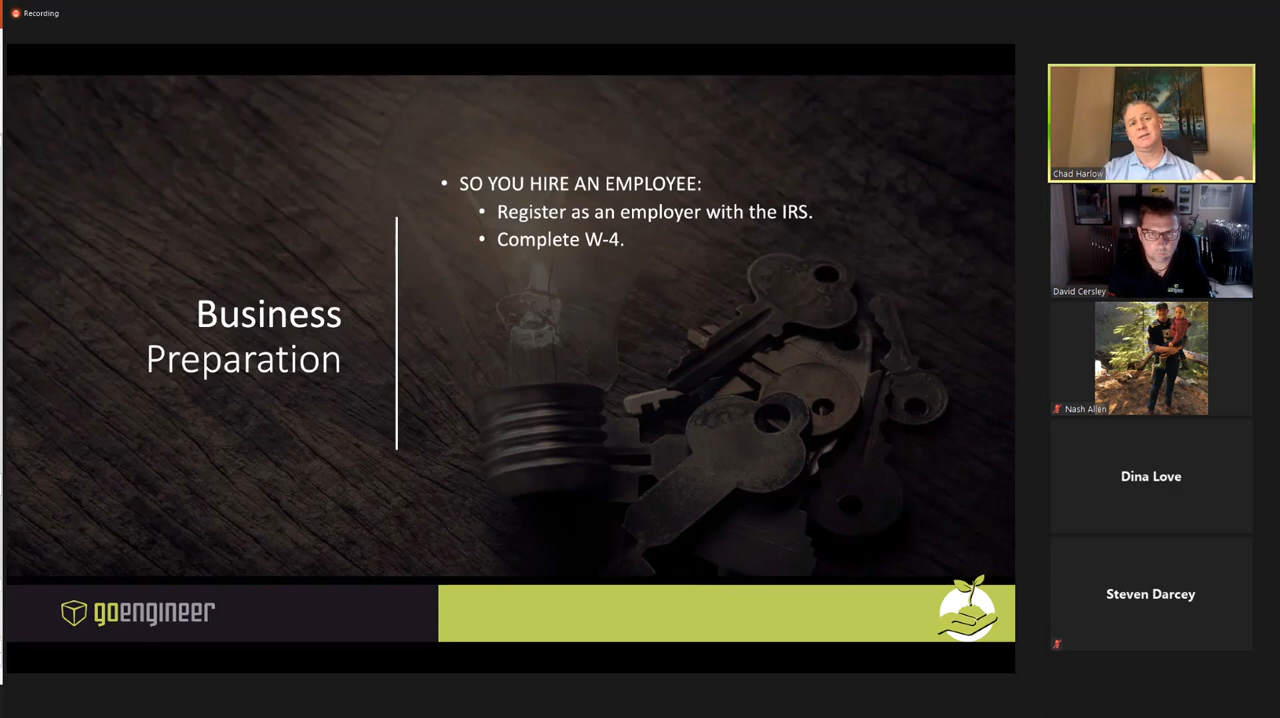 Recording
• SO YOU HIRE AN EMPLOYEE:
• Register as an employer with the IRS.
• Complete W-4.
Business
Preparation
goengineer
Chad Harlow
David Cersley
Nash Allen
Dina Love
Steven Darcey